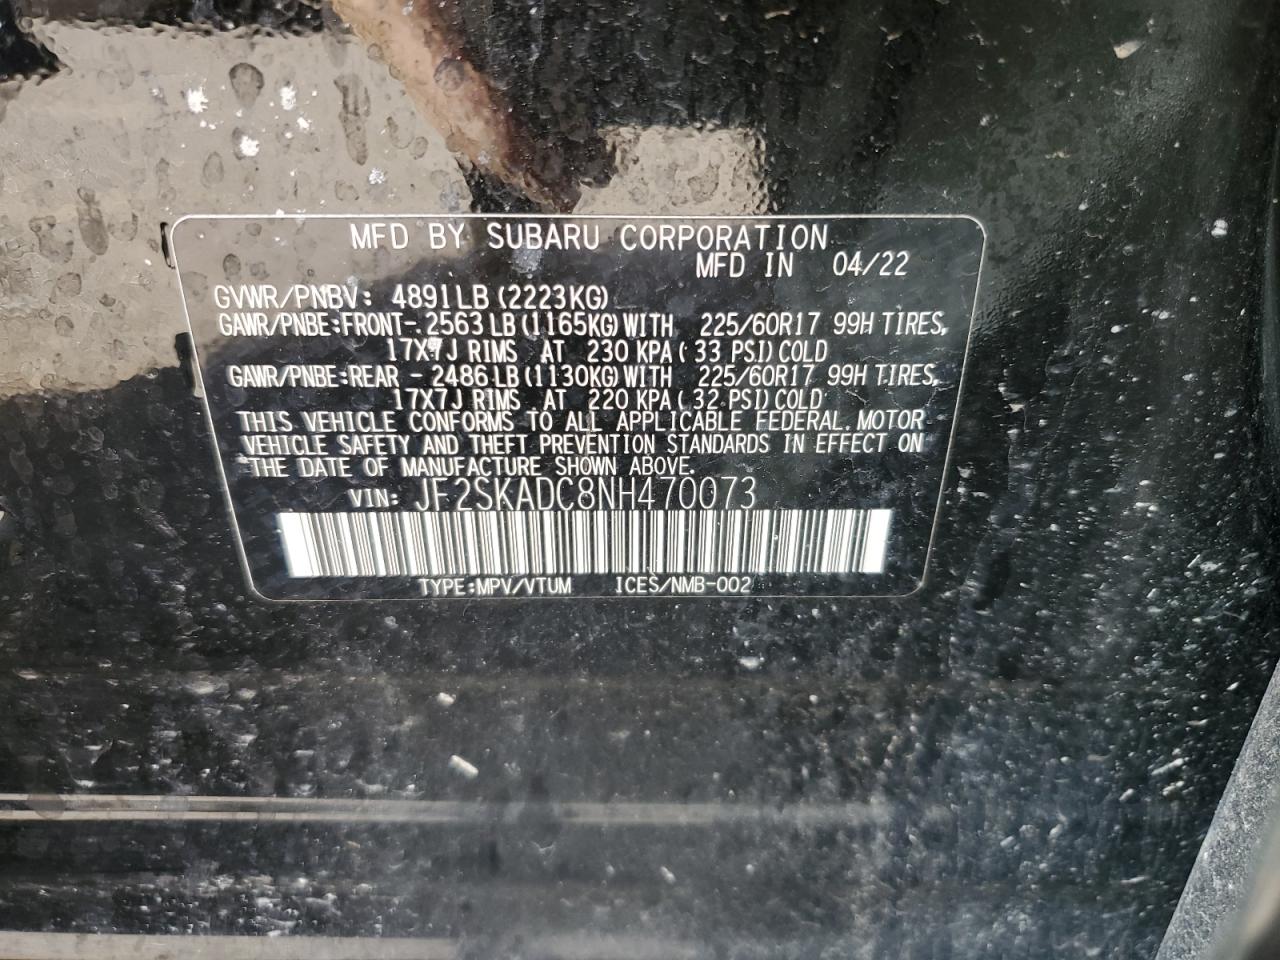 MFD BY SUBARU CORPORATION
MFD IN 04/22
GVWR/PNBV: 4891LB(2223KG)
GAWR/PNBE:FRONT- 2563LB(1165KG)WITH 225/60R17 99H TIRES,
17X7J RIMS AT 230 KPA( 33 PSI)COLD
GAWR/PNBE:REAR - 2486LB(1130KG)WITH 225/60R17 99H TIRES,
17X7J RIMS AT 220 KPA( 32 PSI)COLD
THIS VEHICLE CONFORMS TO ALL APPLICABLE FEDERAL MOTOR
VEHICLE SAFETY AND THEFT PREVENTION STANDARDS IN EFFECT ON
THE DATE OF MANUFACTURE SHOWN ABOVE.
VIN: JF2SKADC8NH470073
TYPE:MPV/VTUM ICES/NMB-002